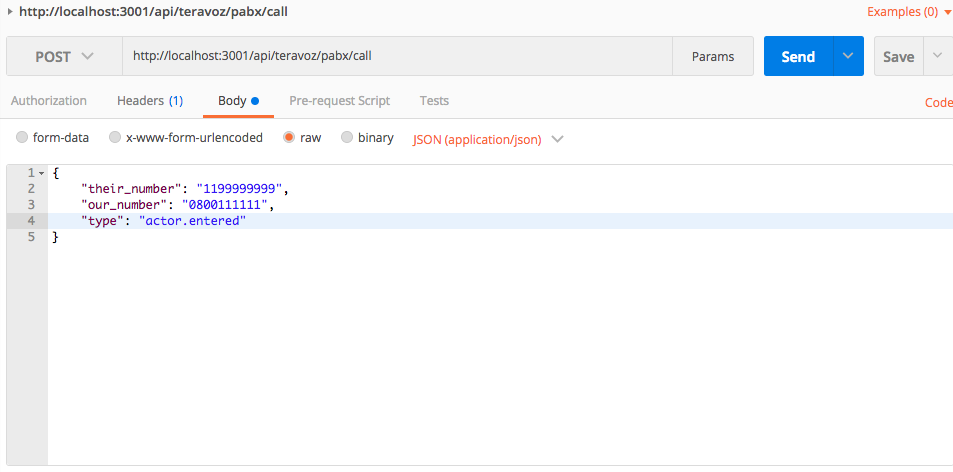 http://localhost:3001/api/teravoz/pabx/call Examples (0)
POST http://localhost:3001/api/teravoz/pabx/call Params Send Save
Authorization Headers (1) Body Pre-request Script Tests Code
form-data x-www-form-urlencoded raw binary JSON (application/json)
1 {
2 "their_number": "1199999999",
3 "our_number": "0800111111",
4 "type": "actor.entered"
5 }